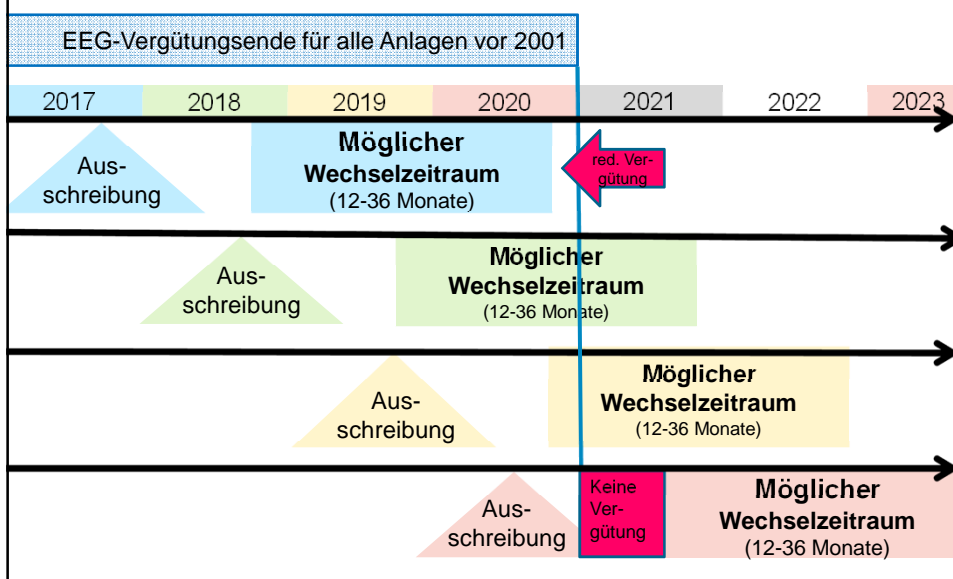 EEG-Vergütungsende für alle Anlagen vor 2001
2017 2018 2019 2020 2021 2022 2023
Aus-
schreibung
Möglicher
Wechselzeitraum
(12-36 Monate)
red. Ver-
gütung
Aus-
schreibung
Möglicher
Wechselzeitraum
(12-36 Monate)
Aus-
schreibung
Möglicher
Wechselzeitraum
(12-36 Monate)
Aus-
schreibung
Keine
Ver-
gütung
Möglicher
Wechselzeitraum
(12-36 Monate)